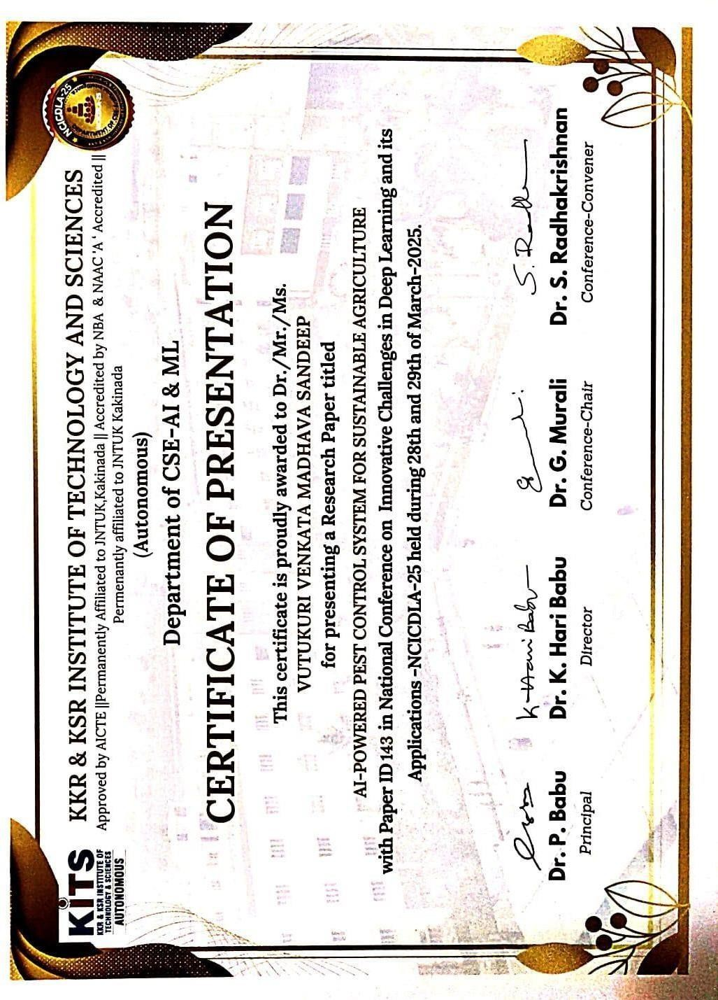 KiTS
KKR & KSR INSTITUTE OF
TECHNOLOGY & SCIENCES
AUTONOMOUS
KKR & KSR INSTITUTE OF TECHNOLOGY AND SCIENCES
Approved by AICTE ||Permanently Affiliated to JNTUK,Kakinada || Accredited by NBA & NAAC 'A' Accredited ||
Permenantly affiliated to JNTUK Kakinada
(Autonomous)
NCICDLA-25
Department of CSE-AI & ML
CERTIFICATE OF PRESENTATION
This certificate is proudly awarded to Dr./Mr./Ms.
VUTUKURI VENKATA MADHAVA SANDEEP
for presenting a Research Paper titled
AI-POWERED PEST CONTROL SYSTEM FOR SUSTAINABLE AGRICULTURE
with Paper ID 143 in National Conference on Innovative Challenges in Deep Learning and its
Applications -NCICDLA-25 held during 28th and 29th of March-2025.
K Hari Babu
S. Radha
Dr. P. Babu Dr. K. Hari Babu Dr. G. Murali Dr. S. Radhakrishnan
Principal Director Conference-Chair Conference-Convener